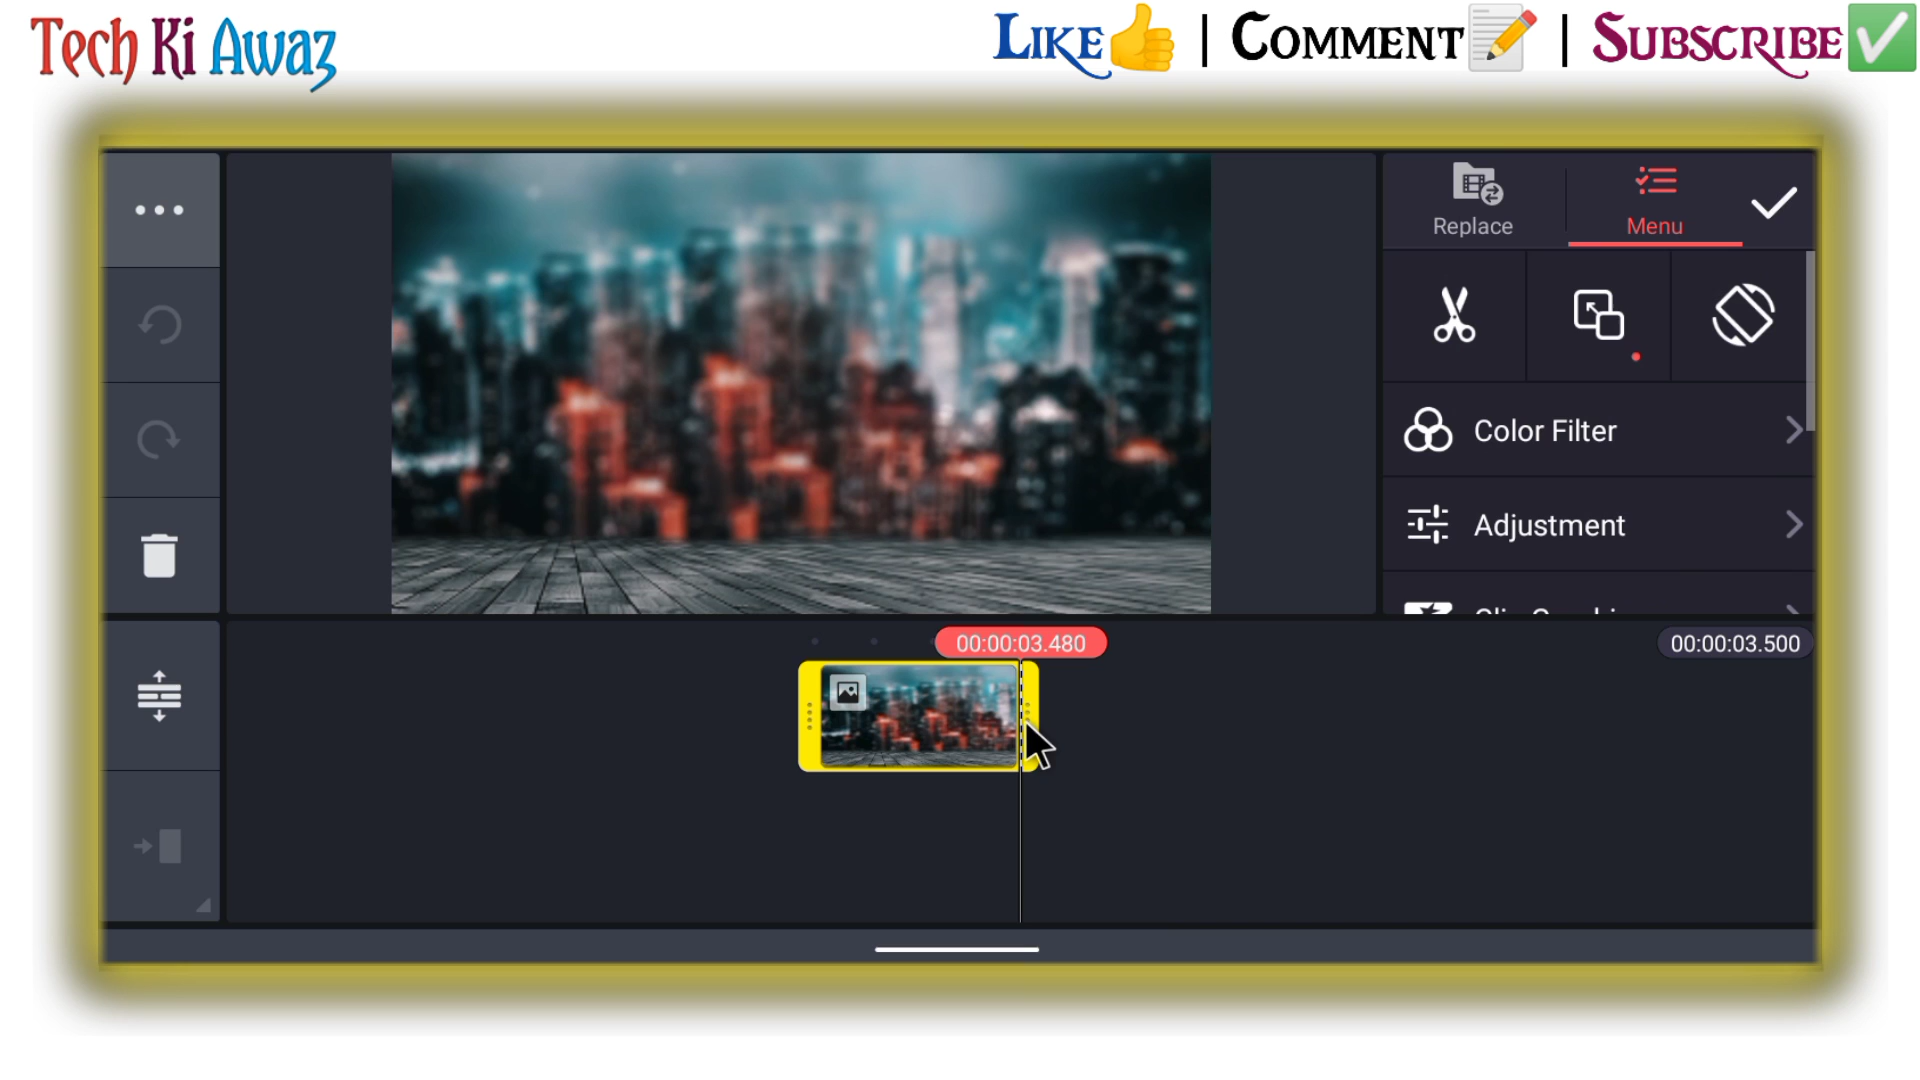 Tech Ki Awaz
Like | Comment | Subscribe
Replace
Menu
Color Filter
Adjustment
00:00:03.480
00:00:03.500